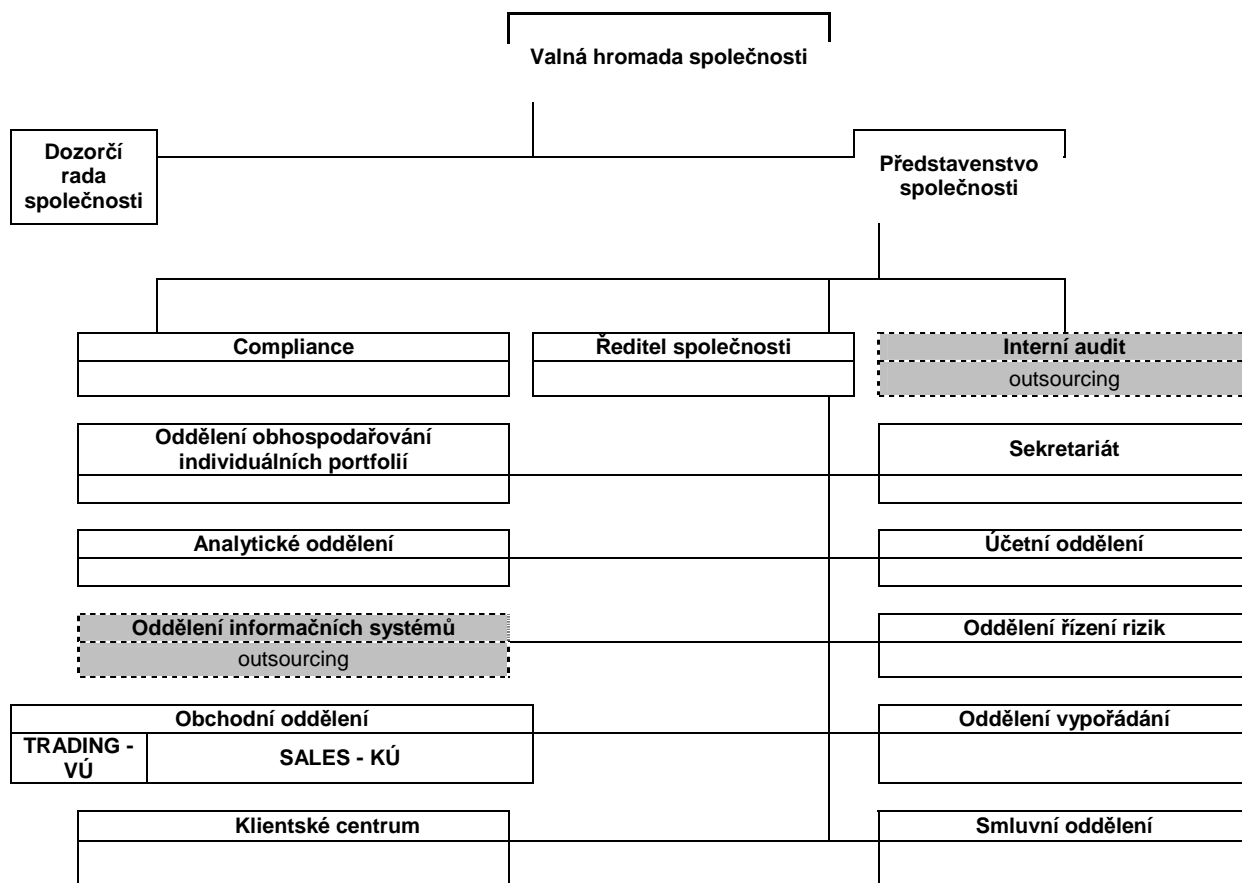 Valná hromada společnosti
Dozorčí
rada
společnosti
Představenstvo
společnosti
Compliance
Ředitel společnosti
Interní audit
outsourcing
Oddělení obhospodařování
individuálních portfolií
Sekretariát
Analytické oddělení
Účetní oddělení
Oddělení informačních systémů
outsourcing
Oddělení řízení rizik
Obchodní oddělení
TRADING -
VÚ
SALES - KÚ
Oddělení vypořádání
Klientské centrum
Smluvní oddělení